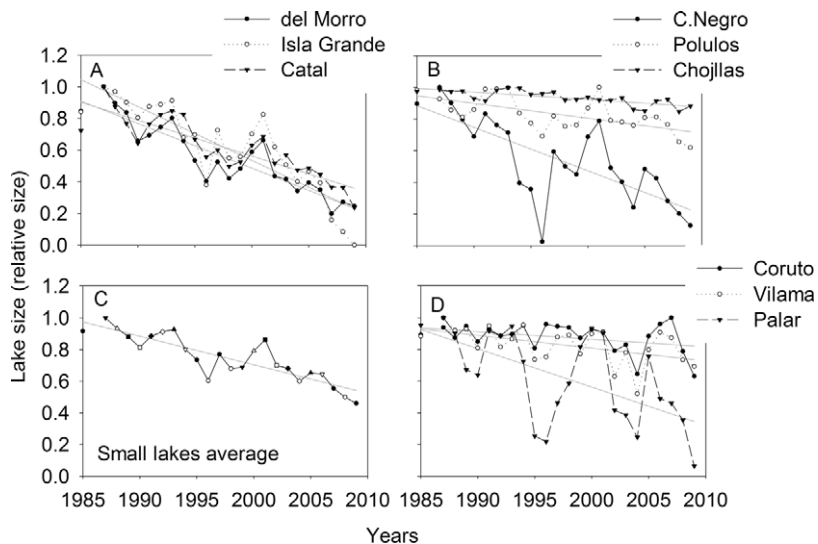 del Morro
Isla Grande
Catal
C.Negro
Polulos
Chojllas
A
1.2
1.0
0.8
0.6
0.4
0.2
0.0
B
Lake size (relative size)
Coruto
Vilama
Palar
C
1.2
1.0
0.8
0.6
0.4
0.2
0.0
Small lakes average
D
1985 1990 1995 2000 2005 2010
1985 1990 1995 2000 2005 2010
Years